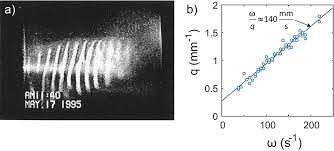 a)
AM11:40
MAY.17 1995
b)
2
1.5
1
0.5
0
q (mm⁻¹)
ω/q ≈140 mm/s
0 100 200
ω (s⁻¹)